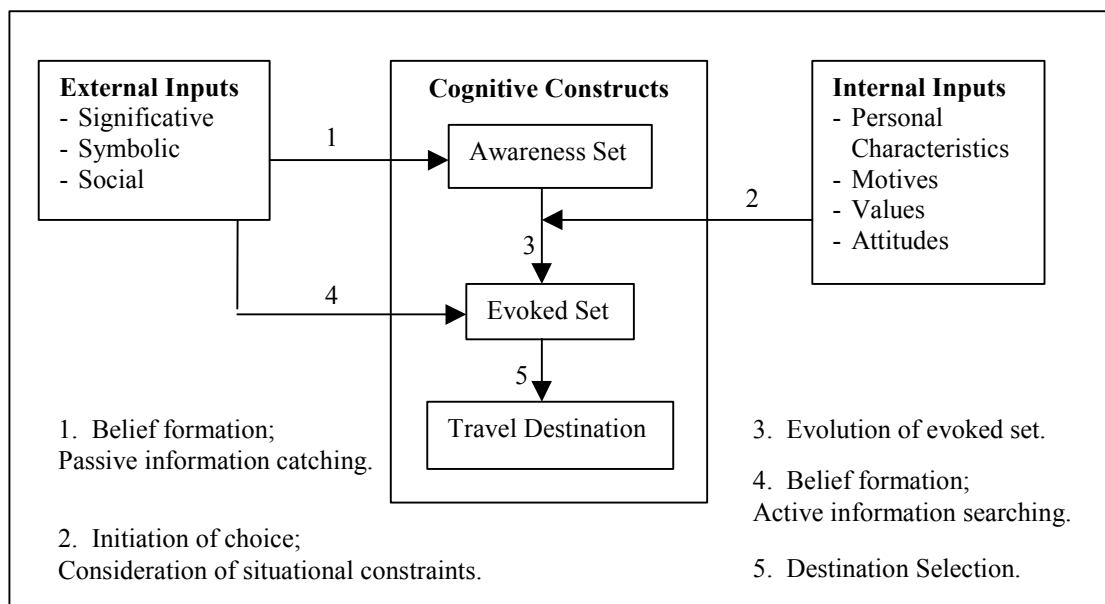 External Inputs
- Significative
- Symbolic
- Social
1
4
Cognitive Constructs
Awareness Set
3
Evoked Set
5
Travel Destination
2
Internal Inputs
- Personal
Characteristics
- Motives
- Values
- Attitudes
1. Belief formation;
Passive information catching.
2. Initiation of choice;
Consideration of situational constraints.
3. Evolution of evoked set.
4. Belief formation;
Active information searching.
5. Destination Selection.